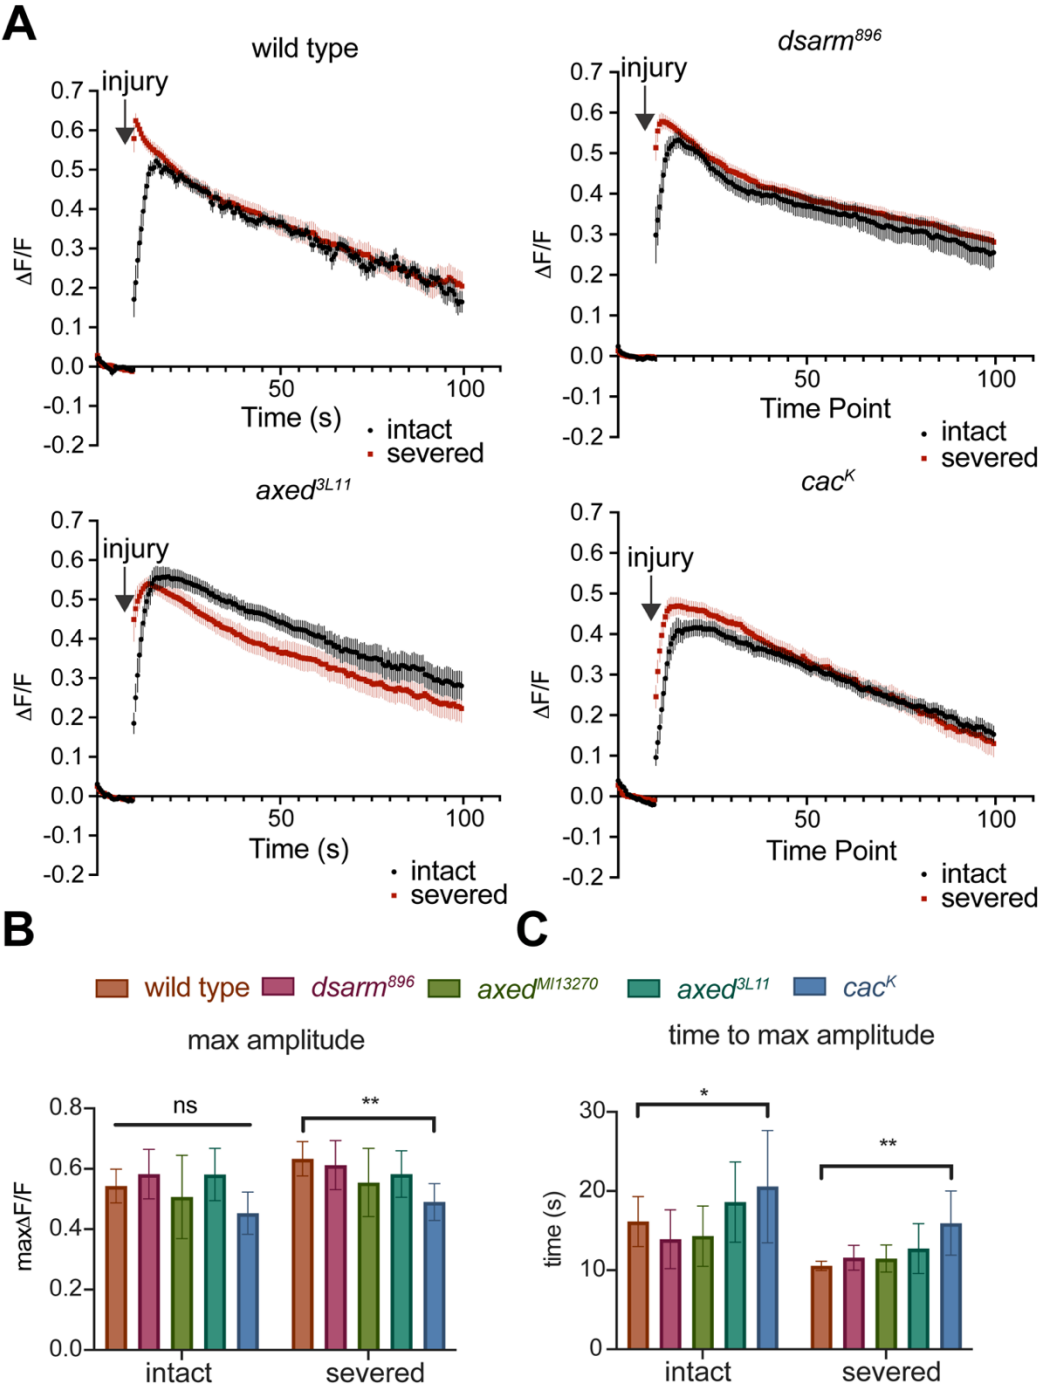 A
wild type
injury
0.7
0.6
0.5
0.4
0.3
0.2
0.1
0.0
-0.1
-0.2
ΔF/F
50
100
Time (s)
intact
severed
dsarm896
injury
0.7
0.6
0.5
0.4
0.3
0.2
0.1
0.0
-0.1
-0.2
ΔF/F
50
100
Time Point
intact
severed
axed3L11
injury
0.7
0.6
0.5
0.4
0.3
0.2
0.1
0.0
-0.1
-0.2
ΔF/F
50
100
Time (s)
intact
severed
cacK
injury
0.7
0.6
0.5
0.4
0.3
0.2
0.1
0.0
-0.1
-0.2
ΔF/F
50
100
Time Point
intact
severed
B
C
wild type dsarm896 axedMI13270 axed3L11 cacK
max amplitude
0.8
0.6
0.4
0.2
0.0
maxΔF/F
ns
**
intact severed
time to max amplitude
30
20
10
0
time (s)
*
**
intact severed